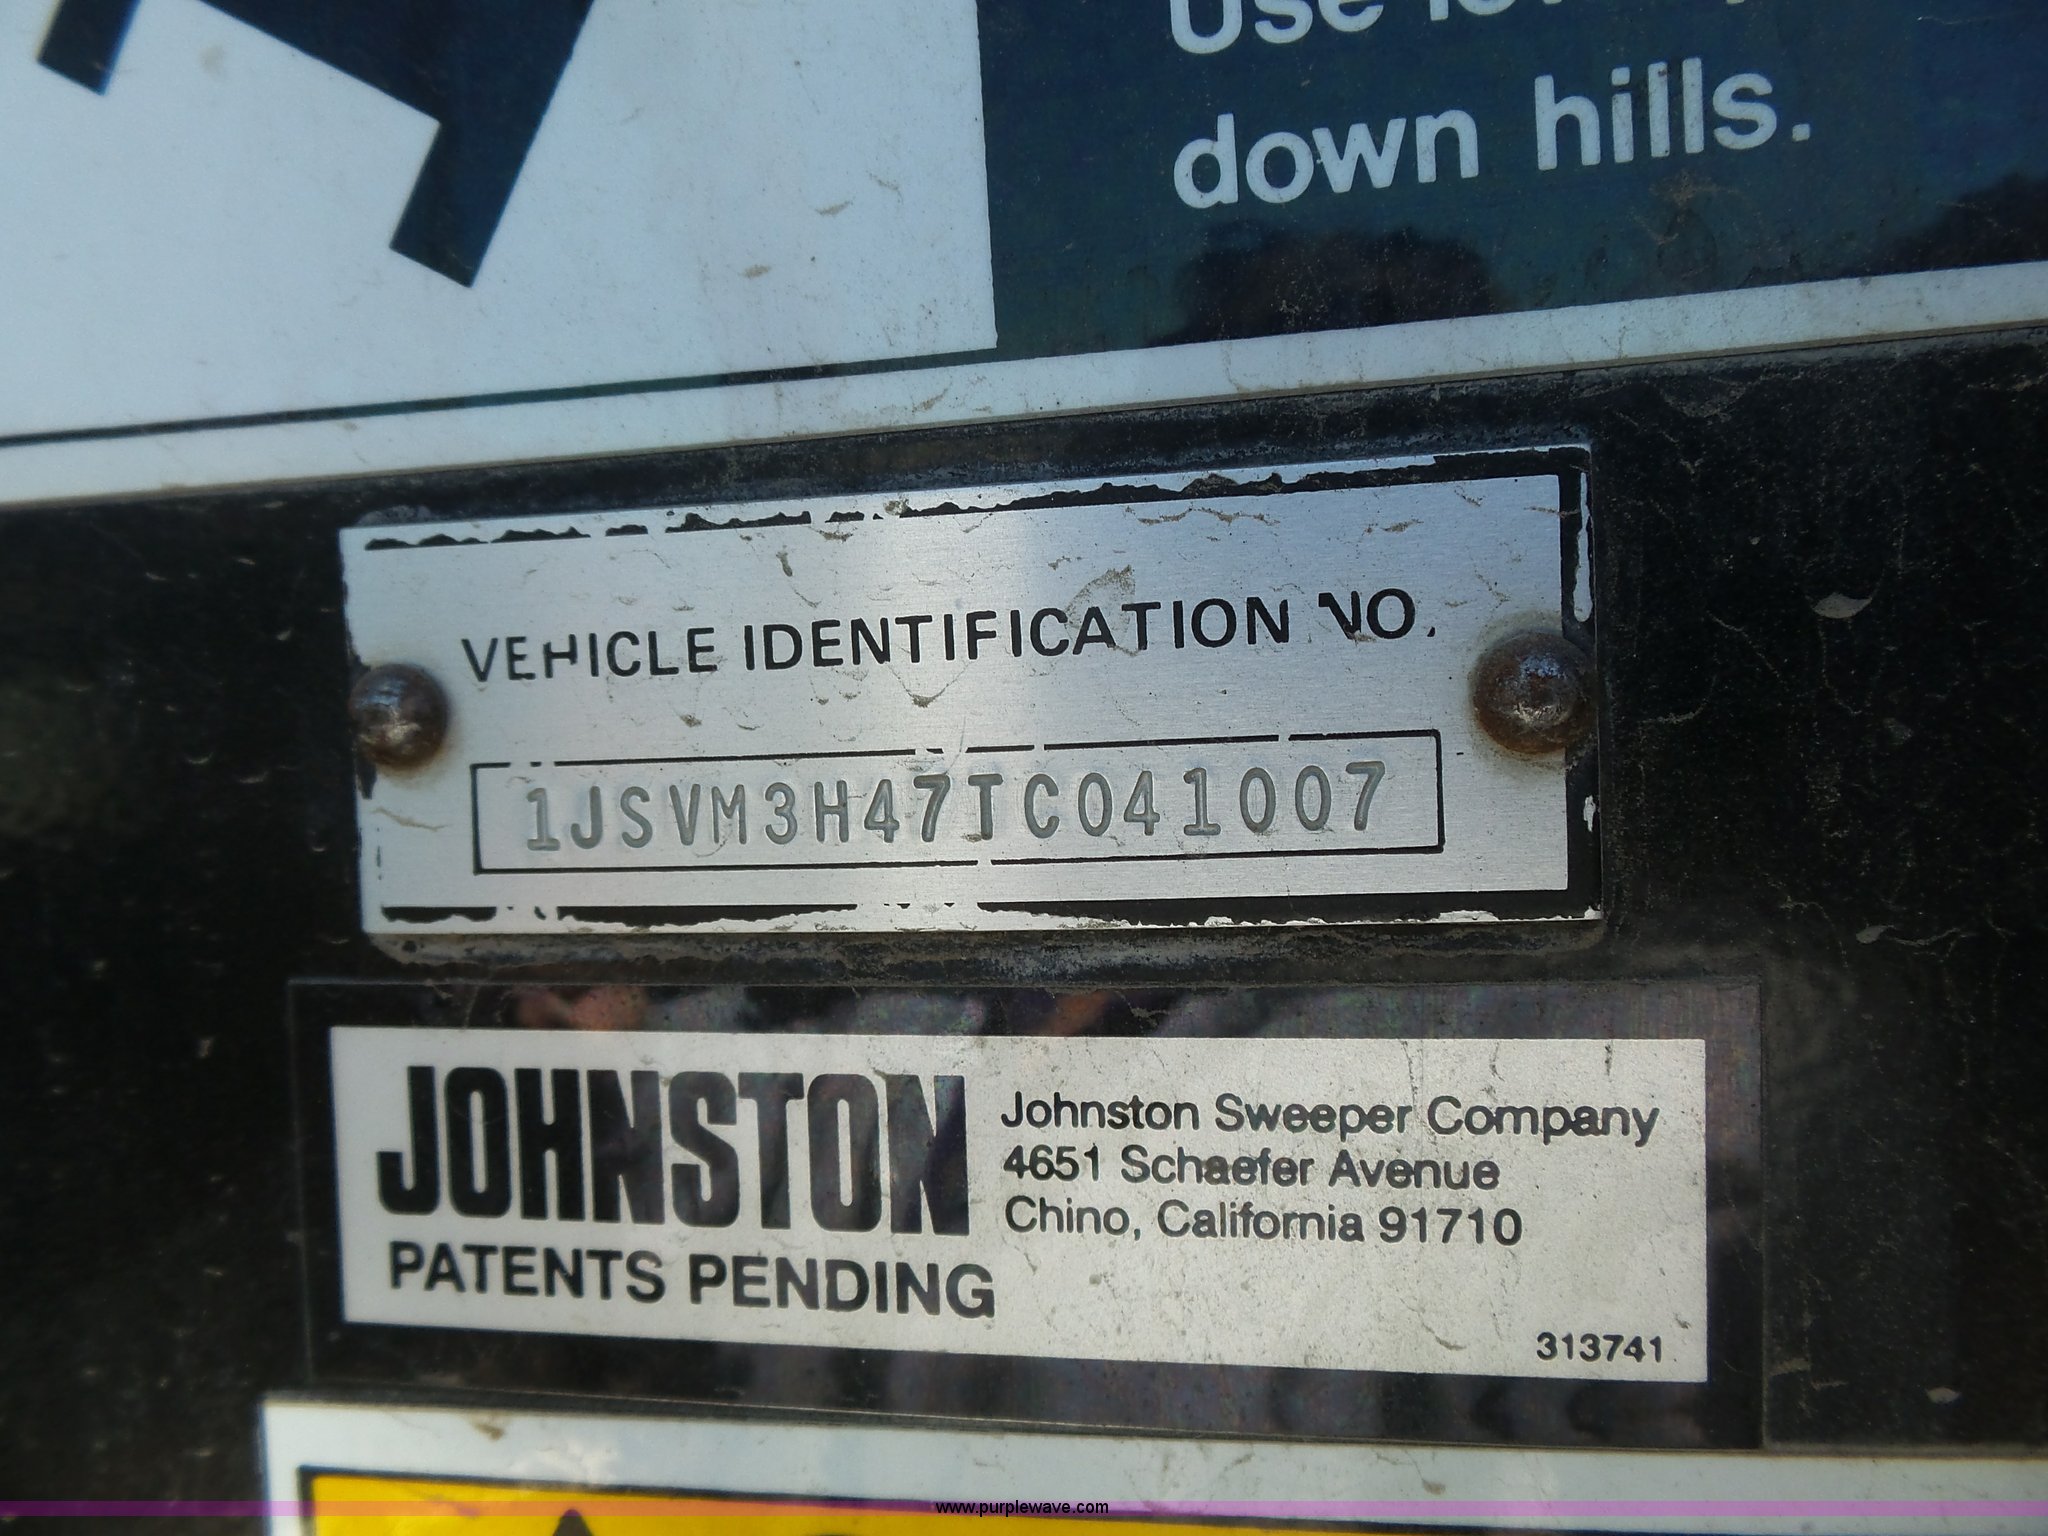 down hills.
VEHICLE IDENTIFICATION NO.
1JSVM3H47TC041007
JOHNSTON
PATENTS PENDING
Johnston Sweeper Company
4651 Schaefer Avenue
Chino, California 91710
313741
www.purplewave.com